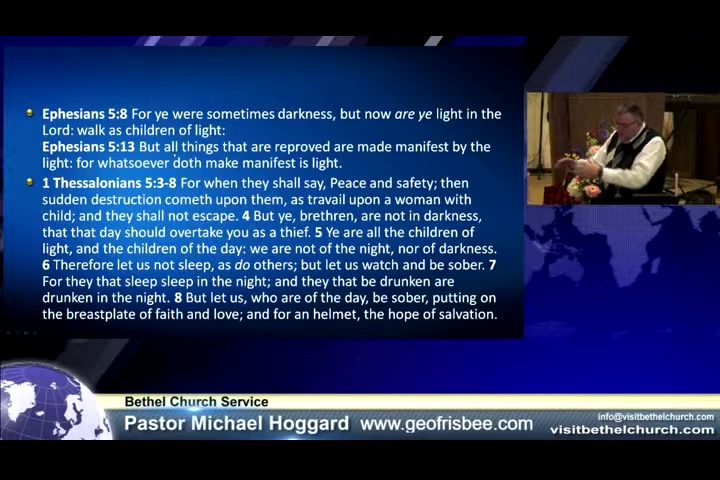 Ephesians 5:8 For ye were sometimes darkness, but now are ye light in the
Lord: walk as children of light:
Ephesians 5:13 But all things that are reproved are made manifest by the
light: for whatsoever doth make manifest is light.
1 Thessalonians 5:3-8 For when they shall say, Peace and safety; then
sudden destruction cometh upon them, as travail upon a woman with
child; and they shall not escape. 4 But ye, brethren, are not in darkness,
that that day should overtake you as a thief. 5 Ye are all the children of
light, and the children of the day: we are not of the night, nor of darkness.
6 Therefore let us not sleep, as do others; but let us watch and be sober. 7
For they that sleep sleep in the night; and they that be drunken are
drunken in the night. 8 But let us, who are of the day, be sober, putting on
the breastplate of faith and love; and for an helmet, the hope of salvation.
Bethel Church Service
Pastor Michael Hoggard www.geofrisbee.com
info@visitbethelchurch.com
visitbethelchurch.com